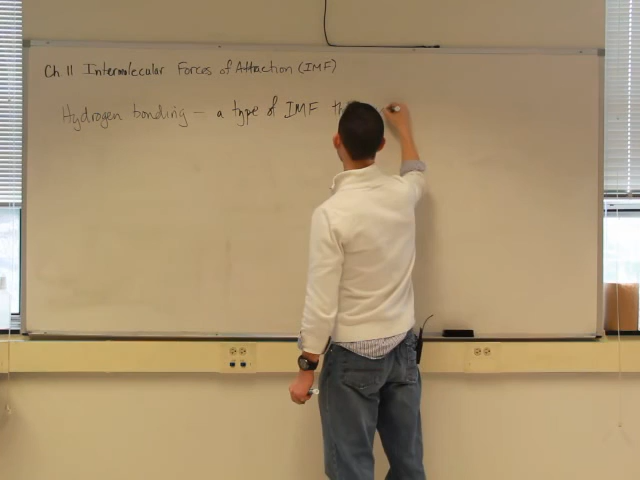 Ch 11 Intermolecular Forces of Attraction (IMF)
Hydrogen bonding – a type of IMF